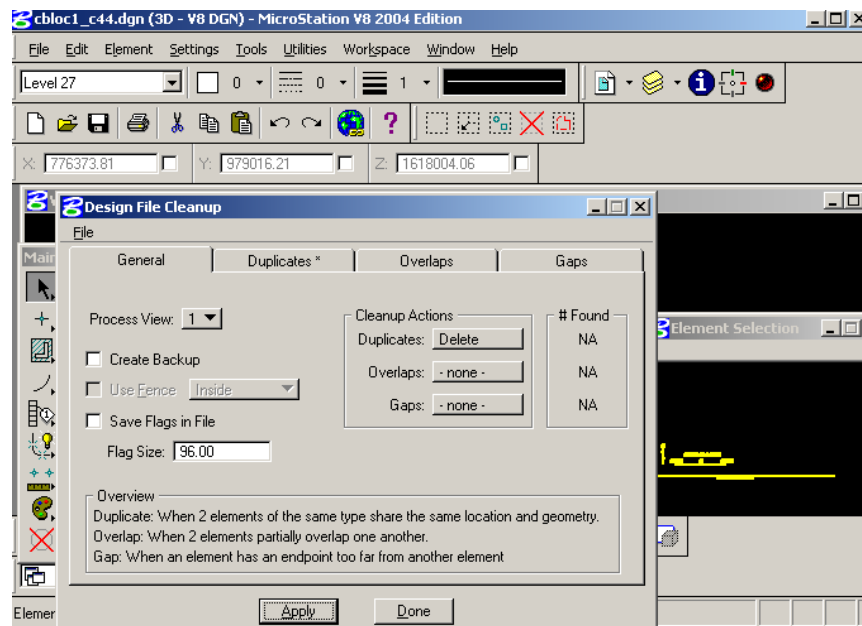 cbloc1_c44.dgn (3D - V8 DGN) - MicroStation V8 2004 Edition
File Edit Element Settings Tools Utilities Workspace Window Help
Level 27 0 0 1
X: 776373.81 Y: 979016.21 Z: 1618004.06
Design File Cleanup
File
Main
General Duplicates * Overlaps Gaps
Process View: 1
Cleanup Actions # Found
Duplicates: Delete NA
Element Selection
Create Backup
Overlaps: - none - NA
Use Fence Inside
Gaps: - none - NA
Save Flags in File
Flag Size: 96.00
Overview
Duplicate: When 2 elements of the same type share the same location and geometry.
Overlap: When 2 elements partially overlap one another.
Gap: When an element has an endpoint too far from another element
Apply Done
Elemer